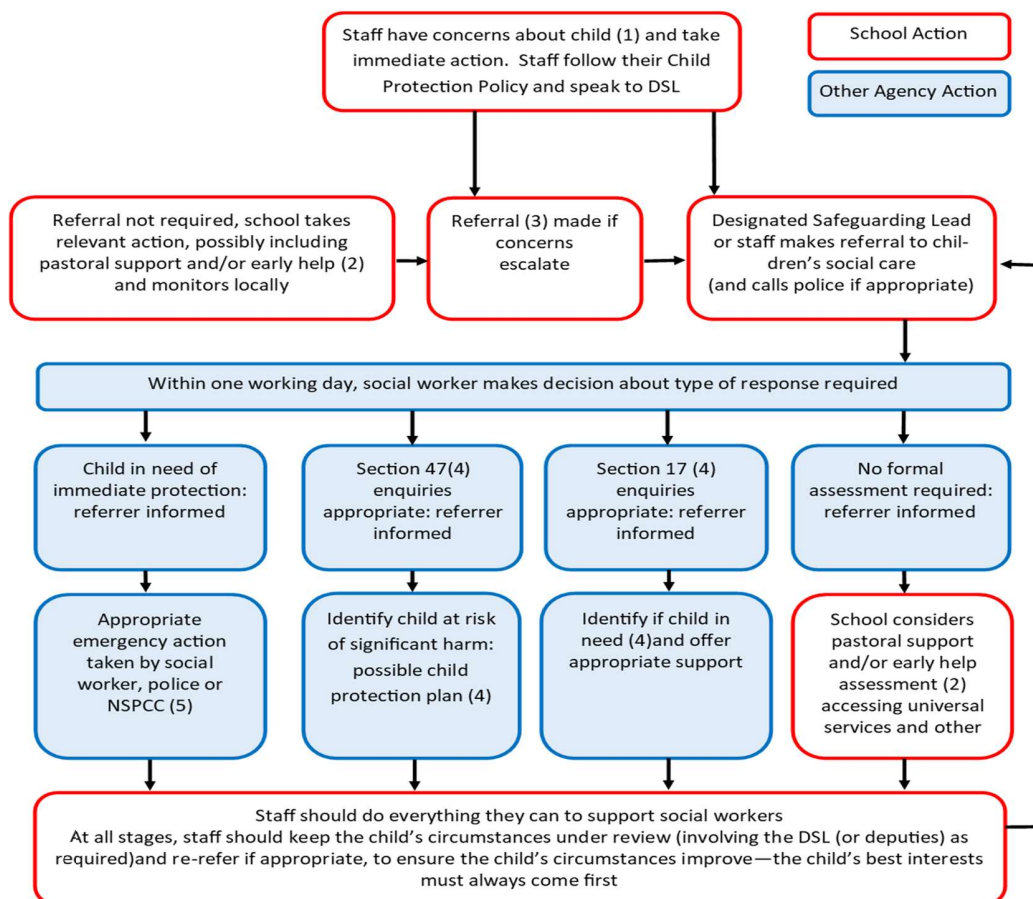 Staff have concerns about child (1) and take
immediate action.  Staff follow their Child
Protection Policy and speak to DSL
School Action
Other Agency Action
Referral not required, school takes
relevant action, possibly including
pastoral support and/or early help (2)
and monitors locally
Referral (3) made if
concerns
escalate
Designated Safeguarding Lead
or staff makes referral to chil-
dren's social care
(and calls police if appropriate)
Within one working day, social worker makes decision about type of response required
Child in need of
immediate protection:
referrer informed
Section 47(4)
enquiries
appropriate: referrer
informed
Section 17 (4)
enquiries
appropriate: referrer
informed
No formal
assessment required:
referrer informed
Appropriate
emergency action
taken by social
worker, police or
NSPCC (5)
Identify child at risk
of significant harm:
possible child
protection plan (4)
Identify if child in
need (4)and offer
appropriate support
School considers
pastoral support
and/or early help
assessment (2)
accessing universal
services and other
Staff should do everything they can to support social workers
At all stages, staff should keep the child's circumstances under review (involving the DSL (or deputies) as
required)and re-refer if appropriate, to ensure the child's circumstances improve—the child's best interests
must always come first